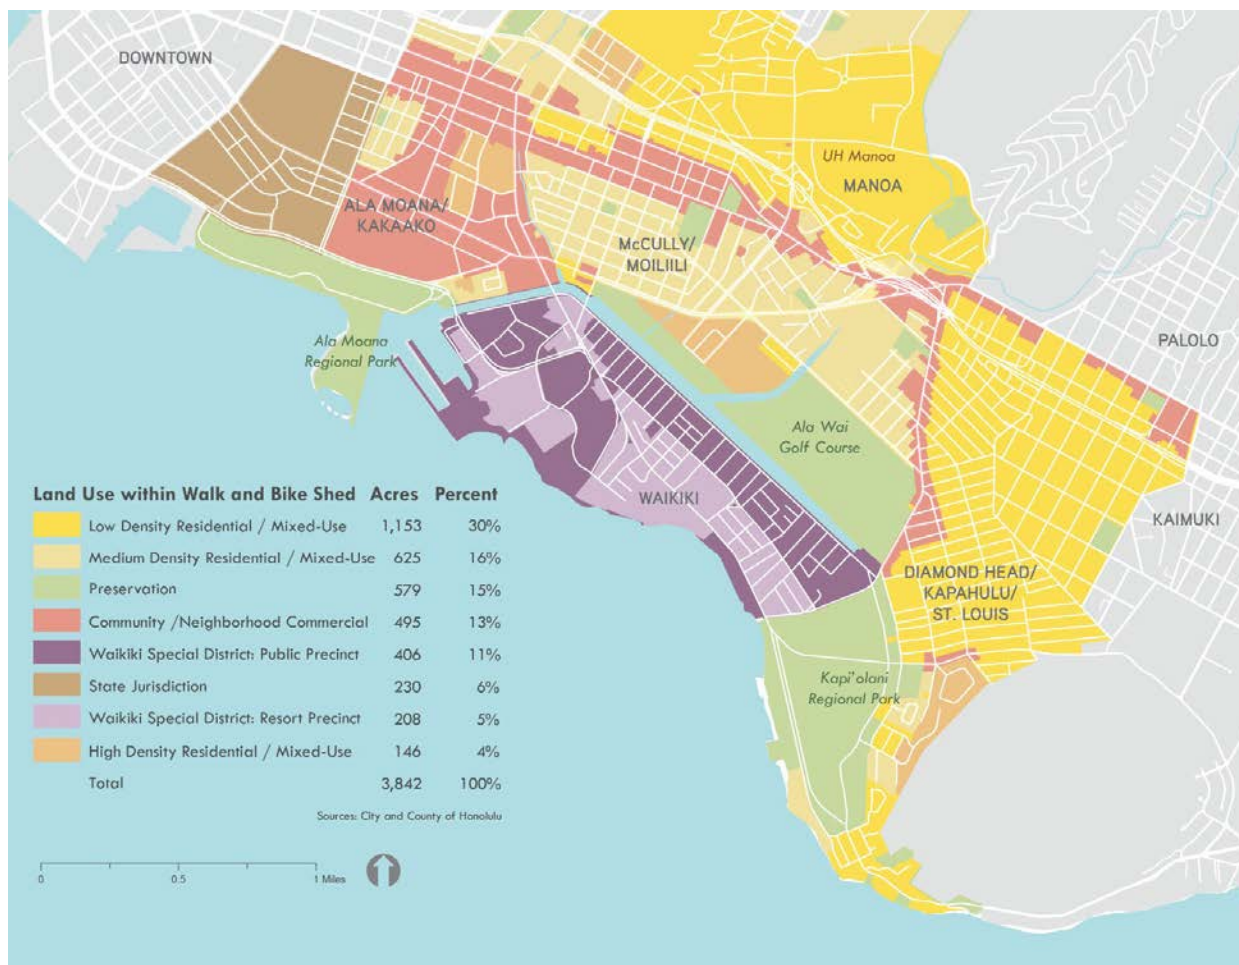 DOWNTOWN
UH Manoa
MANOA
ALA MOANA/
KAKAAKO
McCULLY/
MOILIILI
Ala Moana
Regional Park
PALOLO
Ala Wai
Golf Course
WAIKIKI
KAIMUKI
DIAMOND HEAD/
KAPAHULU/
ST. LOUIS
Kapi'olani
Regional Park
Land Use within Walk and Bike Shed Acres Percent
Low Density Residential / Mixed-Use 1,153 30%
Medium Density Residential / Mixed-Use 625 16%
Preservation 579 15%
Community /Neighborhood Commercial 495 13%
Waikiki Special District: Public Precinct 406 11%
State Jurisdiction 230 6%
Waikiki Special District: Resort Precinct 208 5%
High Density Residential / Mixed-Use 146 4%
Total 3,842 100%
Sources: City and County of Honolulu
0 0.5 1 Miles